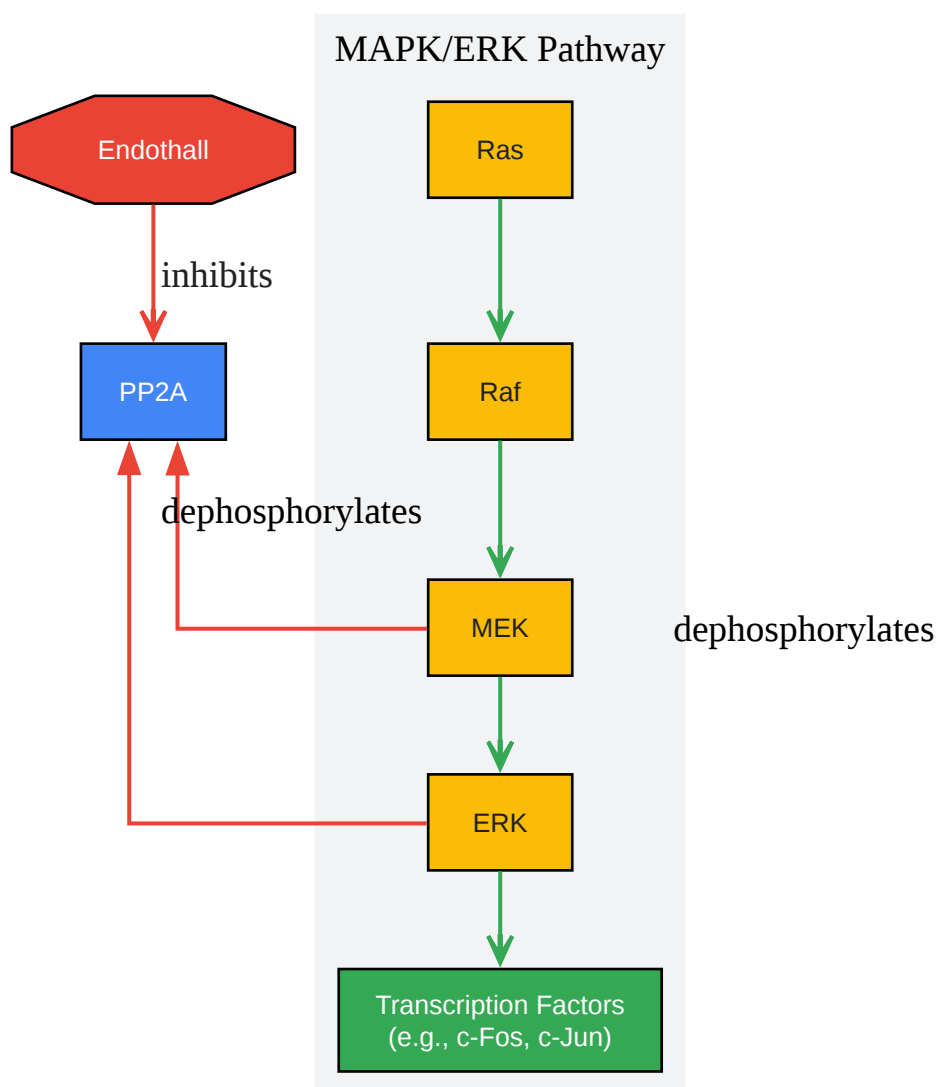 MAPK/ERK Pathway
Endothall
Ras
inhibits
PP2A
Raf
dephosphorylates
MEK
dephosphorylates
ERK
Transcription Factors
(e.g., c-Fos, c-Jun)